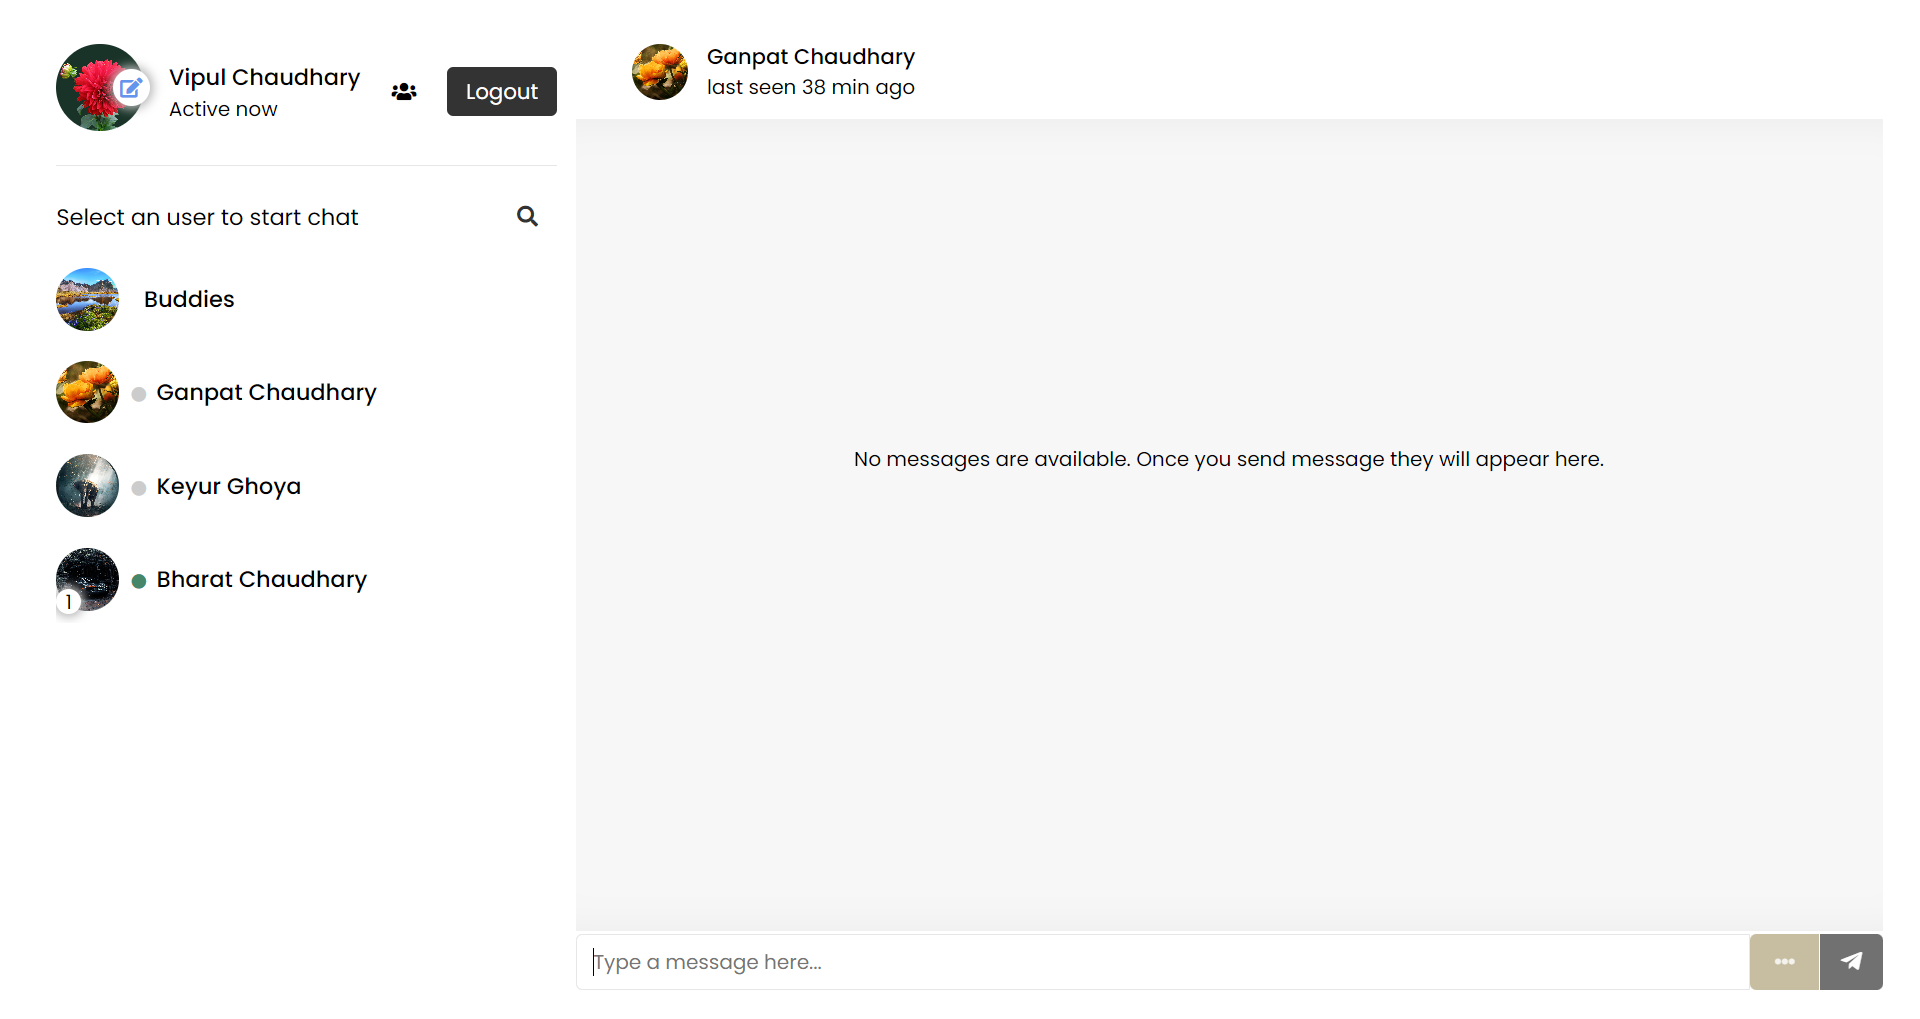 Vipul Chaudhary
Active now
Logout
Select an user to start chat
Buddies
Ganpat Chaudhary
Keyur Ghoya
Bharat Chaudhary
1
Ganpat Chaudhary
last seen 38 min ago
No messages are available. Once you send message they will appear here.
Type a message here...